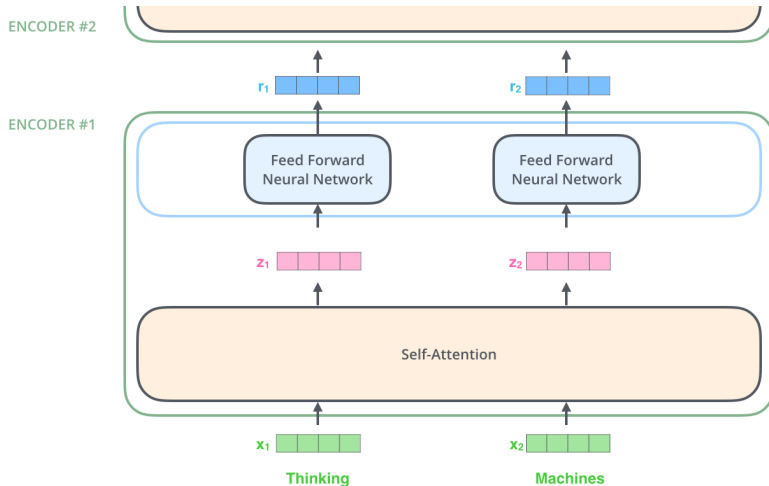 ENCODER #2
r1
r2
ENCODER #1
Feed Forward
Neural Network
Feed Forward
Neural Network
z1
z2
Self-Attention
x1
x2
Thinking
Machines